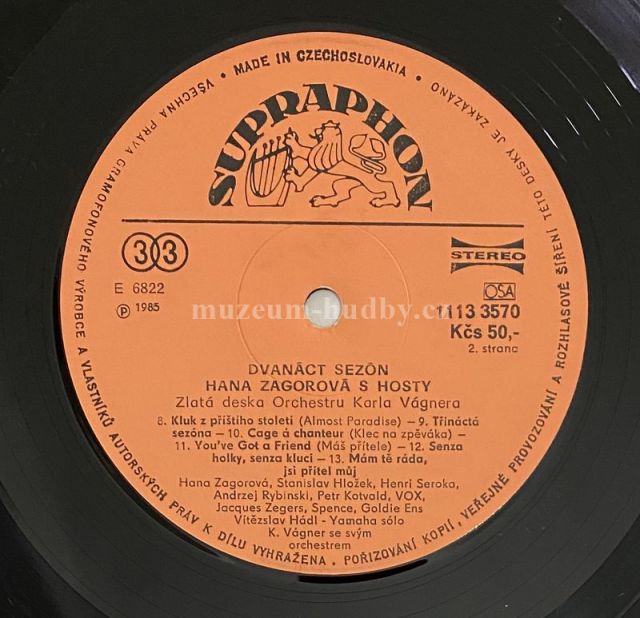 • MADE IN CZECHOSLOVAKIA •
VŠECHNA PRÁVA GRAMOFONOVÉHO VÝROBCE A VLASTNÍKŮ AUTORSKÝCH PRÁV K DÍLU VYHRAŽENA. POŘIZOVÁNÍ KOPIÍ, VEŘEJNÉ PROVOZOVÁNÍ A ROZHLASOVÉ ŠÍŘENÍ TÉTO DESKY JE ZAKÁZÁNO
SUPRAPHON
33
STEREO
E 6822
OSA
℗ 1985
muzeum-hudby.cz
1113 3570
Kčs 50,-
2. strana
DVANÁCT SEZÓN
HANA ZAGOROVÁ S HOSTY
Zlatá deska Orchestru Karla Vágnera
8. Kluk z příštího století (Almost Paradise) – 9. Třináctá
sezóna – 10. Cage á chanteur (Klec na zpěváka) –
11. You've Got a Friend (Máš přítele) – 12. Senza
holky, senza kluci – 13. Mám tě ráda,
jsi přítel můj
Hana Zagorová, Stanislav Hložek, Henri Seroka,
Andrzej Rybinski, Petr Kotvald, VOX,
Jacques Zegers, Spence, Goldie Ens
Vítězslav Hádl - Yamaha sólo
K. Vágner se svým
orchestrem